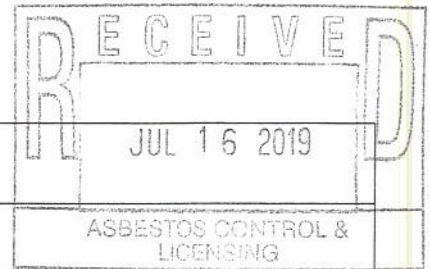 RECEIVED
JUL 16 2019
ASBESTOS CONTROL &
LICENSING